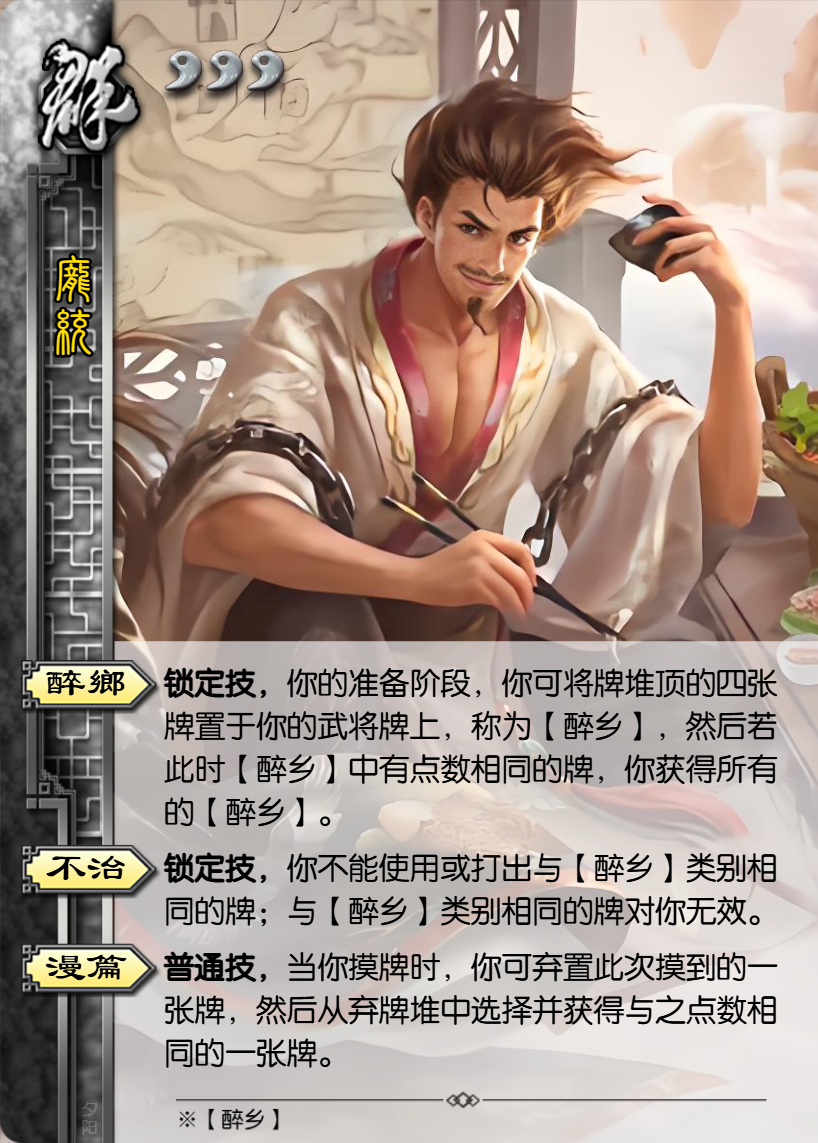 群
龐統
醉鄉
锁定技，你的准备阶段，你可将牌堆顶的四张
牌置于你的武将牌上，称为【醉乡】，然后若
此时【醉乡】中有点数相同的牌，你获得所有
的【醉乡】。
不治
锁定技，你不能使用或打出与【醉乡】类别相
同的牌；与【醉乡】类别相同的牌对你无效。
漫篇
普通技，当你摸牌时，你可弃置此次摸到的一
张牌，然后从弃牌堆中选择并获得与之点数相
同的一张牌。
※【醉乡】
夕阳